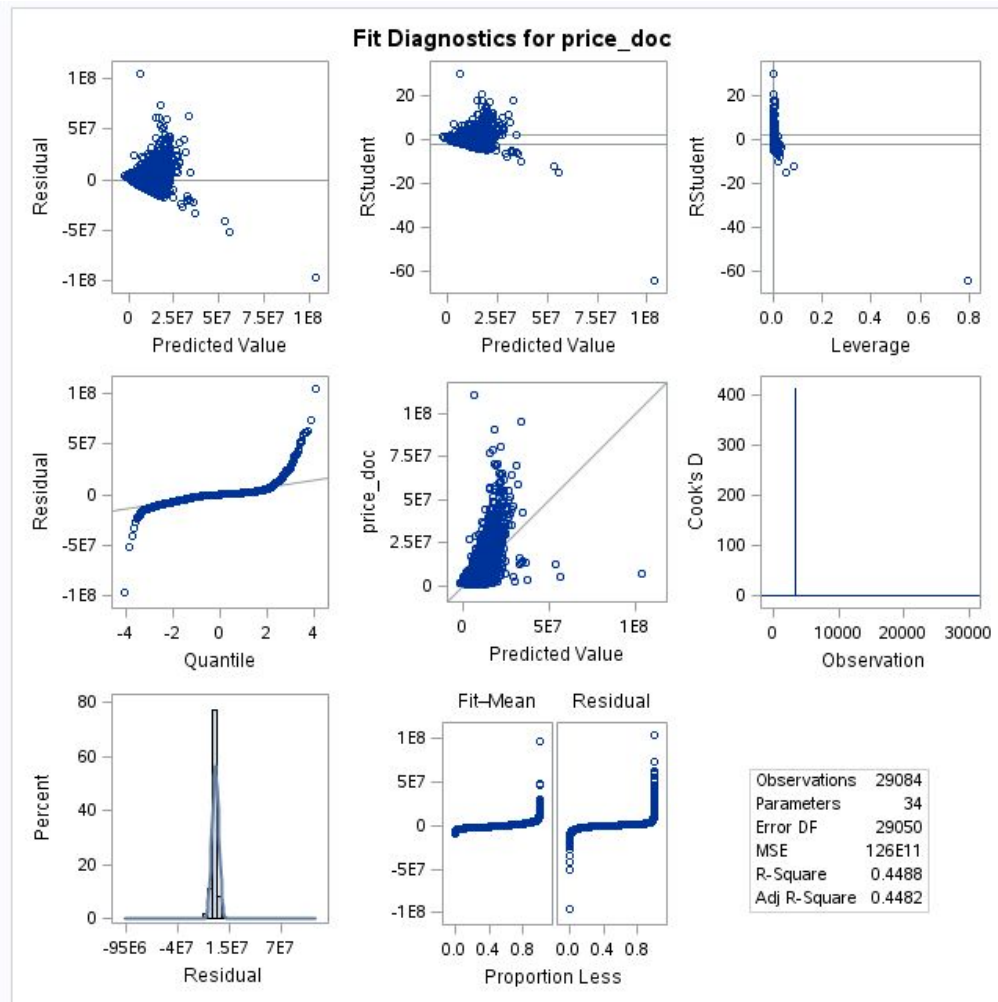 Fit Diagnostics for price_doc
1E8
5E7
0
-5E7
-1E8
Residual
0 2.5E7 5E7 7.5E7 1E8
Predicted Value
20
0
-20
-40
-60
RStudent
0 2.5E7 5E7 7.5E7 1E8
Predicted Value
20
0
-20
-40
-60
RStudent
0.0 0.2 0.4 0.6 0.8
Leverage
1E8
5E7
0
-5E7
-1E8
Residual
-4 -2 0 2 4
Quantile
1E8
7.5E7
5E7
2.5E7
0
price_doc
0 5E7 1E8
Predicted Value
400
300
200
100
0
Cook's D
0 10000 20000 30000
Observation
80
60
40
20
0
Percent
-95E6 -4E7 1.5E7 7E7
Residual
Fit–Mean Residual
1E8
5E7
0
-5E7
-1E8
0.0 0.4 0.8 0.0 0.4 0.8
Proportion Less
Observations 29084
Parameters 34
Error DF 29050
MSE 126E11
R-Square 0.4488
Adj R-Square 0.4482